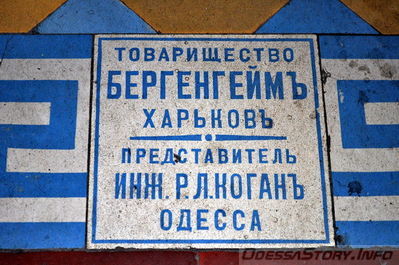 ТОВАРИЩЕСТВО
БЕРГЕНГЕЙМЪ
ХАРЬКОВЪ
ПРЕДСТАВИТЕЛЬ
ИНЖ. Р.Л.КОГАНЪ
ОДЕССА
OdessaStory.Info